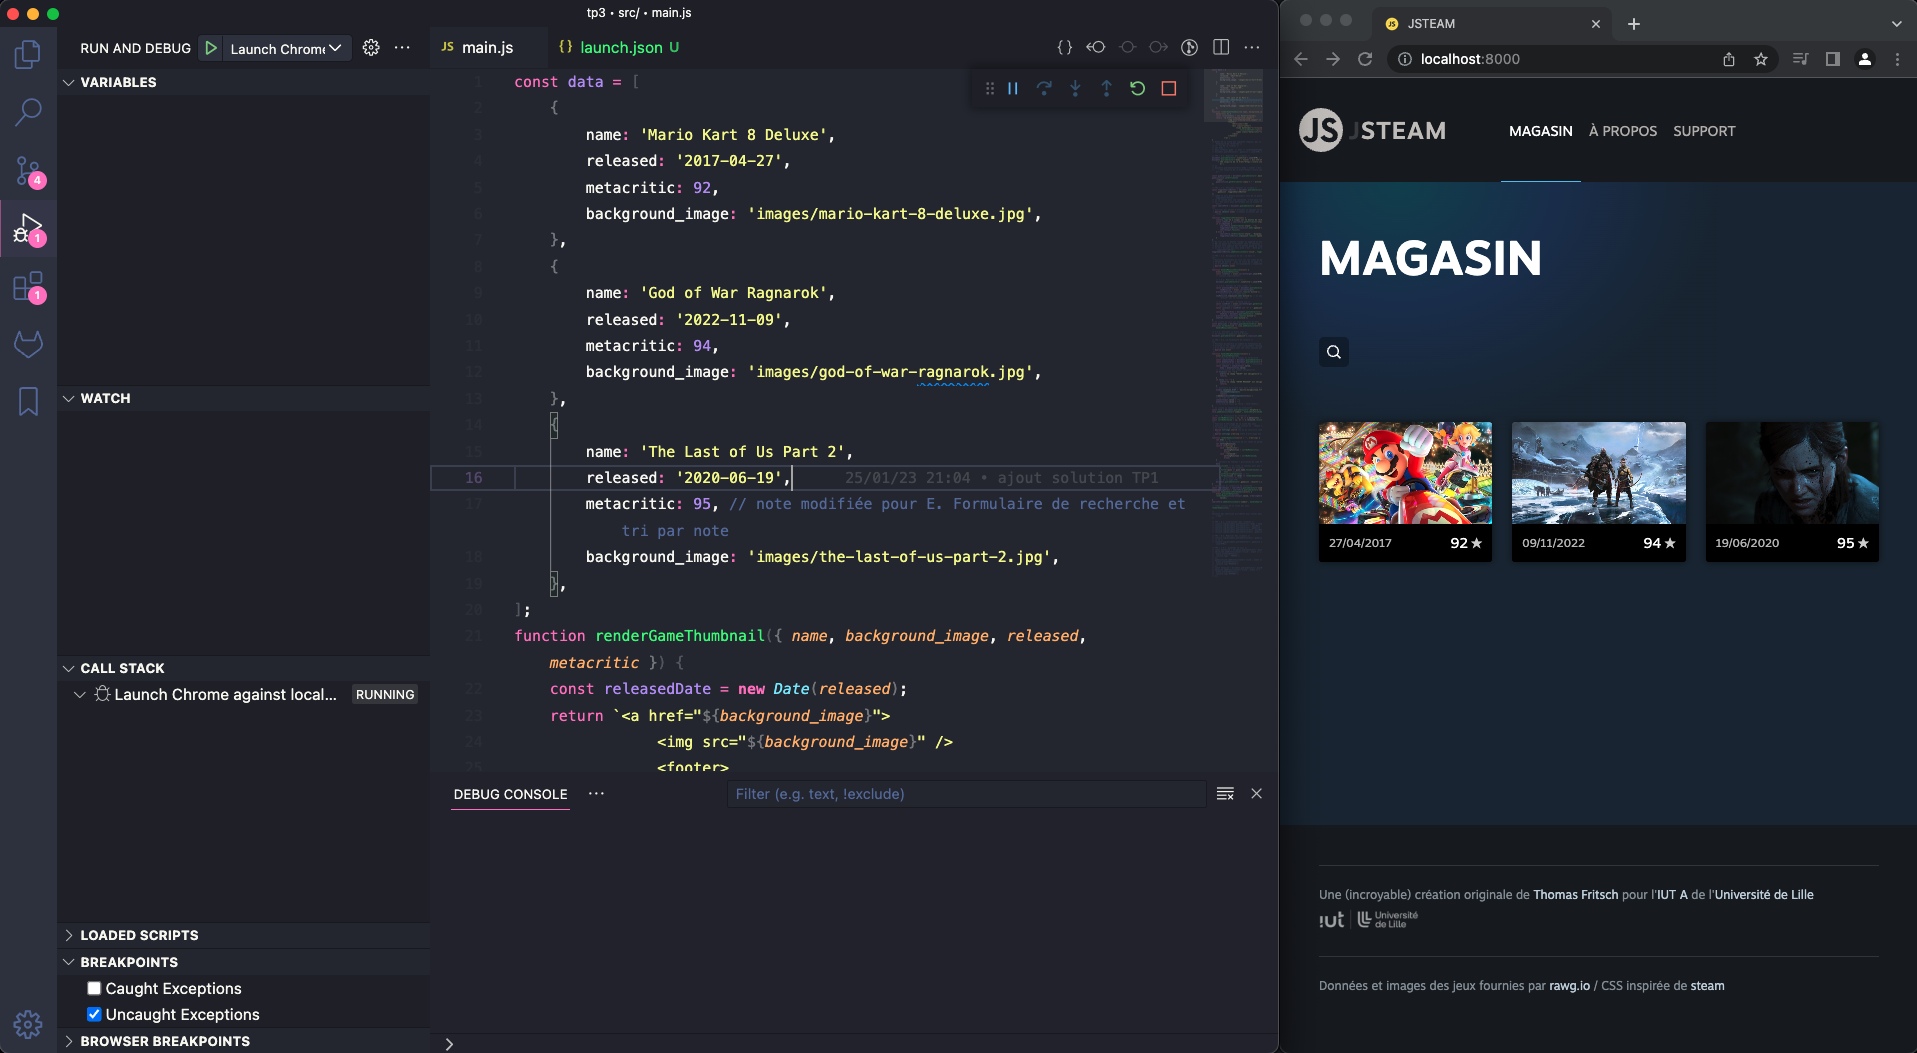 tp3 • src/ • main.js
RUN AND DEBUG
Launch Chrome
VARIABLES
4
1
1
WATCH
CALL STACK
Launch Chrome against local...
RUNNING
LOADED SCRIPTS
BREAKPOINTS
Caught Exceptions
Uncaught Exceptions
BROWSER BREAKPOINTS
JS main.js
{} launch.json U
1 const data = [
2 {
3 name: 'Mario Kart 8 Deluxe',
4 released: '2017-04-27',
5 metacritic: 92,
6 background_image: 'images/mario-kart-8-deluxe.jpg',
7 },
8 {
9 name: 'God of War Ragnarok',
10 released: '2022-11-09',
11 metacritic: 94,
12 background_image: 'images/god-of-war-ragnarok.jpg',
13 },
14 {
15 name: 'The Last of Us Part 2',
16 released: '2020-06-19', 25/01/23 21:04 • ajout solution TP1
17 metacritic: 95, // note modifiée pour E. Formulaire de recherche et
tri par note
18 background_image: 'images/the-last-of-us-part-2.jpg',
19 },
20 ];
21 function renderGameThumbnail({ name, background_image, released,
metacritic }) {
22 const releasedDate = new Date(released);
23 return `<a href="${background_image}">
24 <img src="${background_image}" />
25 <footer>
DEBUG CONSOLE
Filter (e.g. text, !exclude)
JS JSTEAM
localhost:8000
JS JSTEAM
MAGASIN
À PROPOS
SUPPORT
MAGASIN
27/04/2017 92 ★
09/11/2022 94 ★
19/06/2020 95 ★
Une (incroyable) création originale de Thomas Fritsch pour l'IUT A de l'Université de Lille
iut
Université
de Lille
Données et images des jeux fournies par rawg.io / CSS inspirée de steam